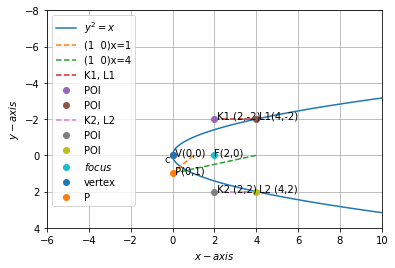 −8
−6
−4
−2
0
2
4
−6
−4
−2
0
2
4
6
8
10
y − axis
x − axis
y² = x
(1 0)x=1
(1 0)x=4
K1, L1
POI
POI
K2, L2
POI
POI
focus
vertex
P
K1 (2,-2)
L1(4,-2)
c
V(0,0)
F(2,0)
P(0,1)
K2 (2,2)
L2 (4,2)